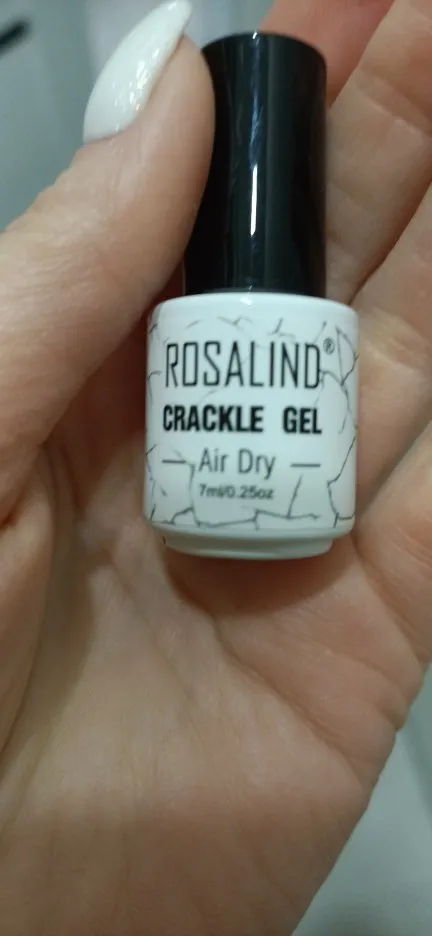 ROSALIND®
CRACKLE GEL
Air Dry
7ml/0.25oz